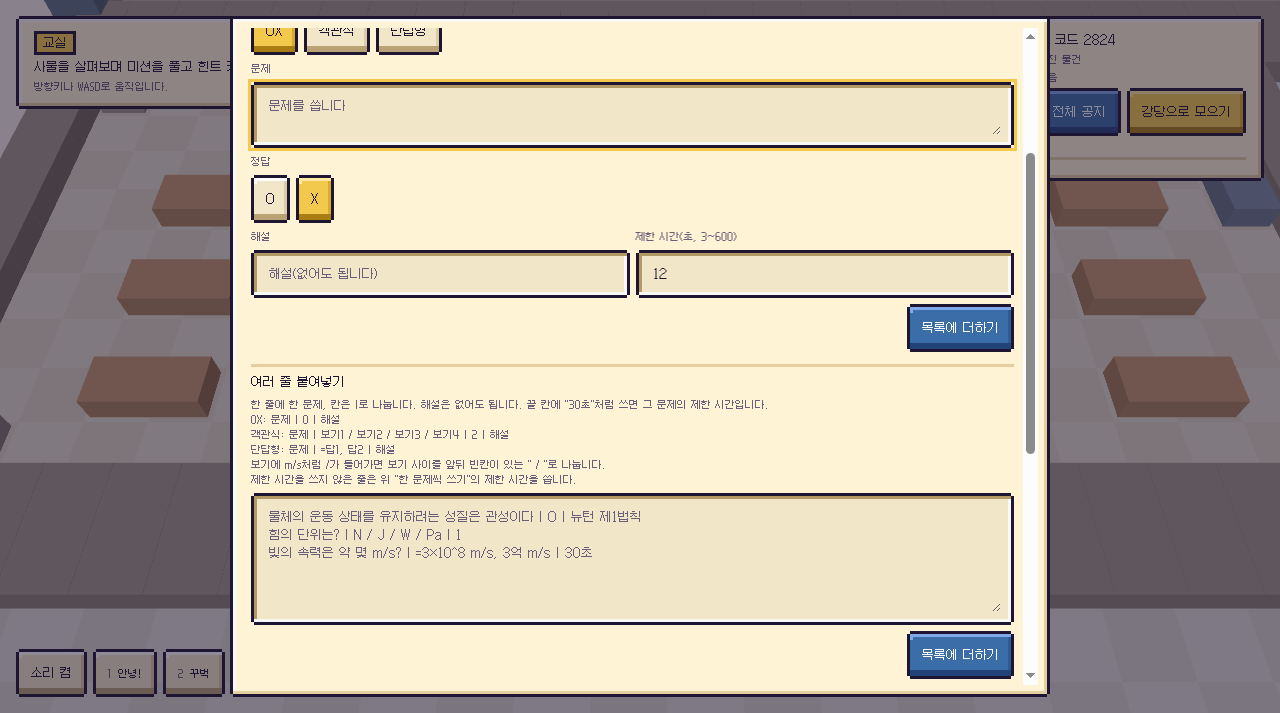 교실
사물을 살펴보며 미션을 풀고 힌트
방향키나 WASD로 움직입니다.
코드 2824
물건
전체 공지
강당으로 모으기
OX
객관식
단답형
문제
문제를 씁니다
정답
O
X
해설
제한 시간(초, 3~600)
해설(없어도 됩니다)
12
목록에 더하기
여러 줄 붙여넣기
한 줄에 한 문제, 칸은 |로 나눕니다. 해설은 없어도 됩니다. 끝 칸에 "30초"처럼 쓰면 그 문제의 제한 시간입니다.
OX: 문제 | O | 해설
객관식: 문제 | 보기1 / 보기2 / 보기3 / 보기4 | 2 | 해설
단답형: 문제 | =답1, 답2 | 해설
보기에 m/s처럼 /가 들어가면 보기 사이를 앞뒤 빈칸이 있는 " / "로 나눕니다.
제한 시간을 쓰지 않은 줄은 위 "한 문제씩 쓰기"의 제한 시간을 씁니다.
물체의 운동 상태를 유지하려는 성질은 관성이다 | O | 뉴턴 제1법칙
힘의 단위는? | N / J / W / Pa | 1
빛의 속력은 약 몇 m/s? | =3×10^8 m/s, 3억 m/s | 30초
목록에 더하기
소리 켬
1 안녕!
2 꾸벅